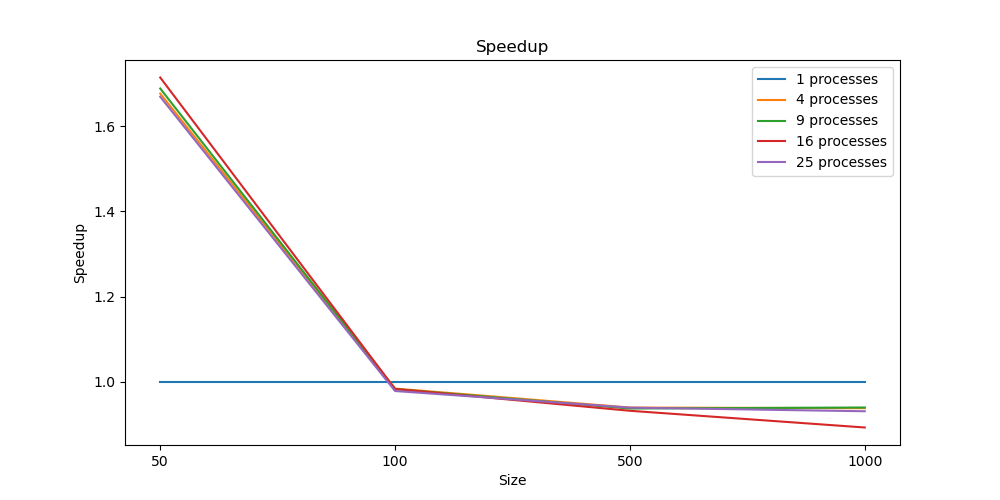 Speedup
1 processes
4 processes
9 processes
16 processes
25 processes
1.6
1.4
1.2
1.0
Speedup
50 100 500 1000
Size